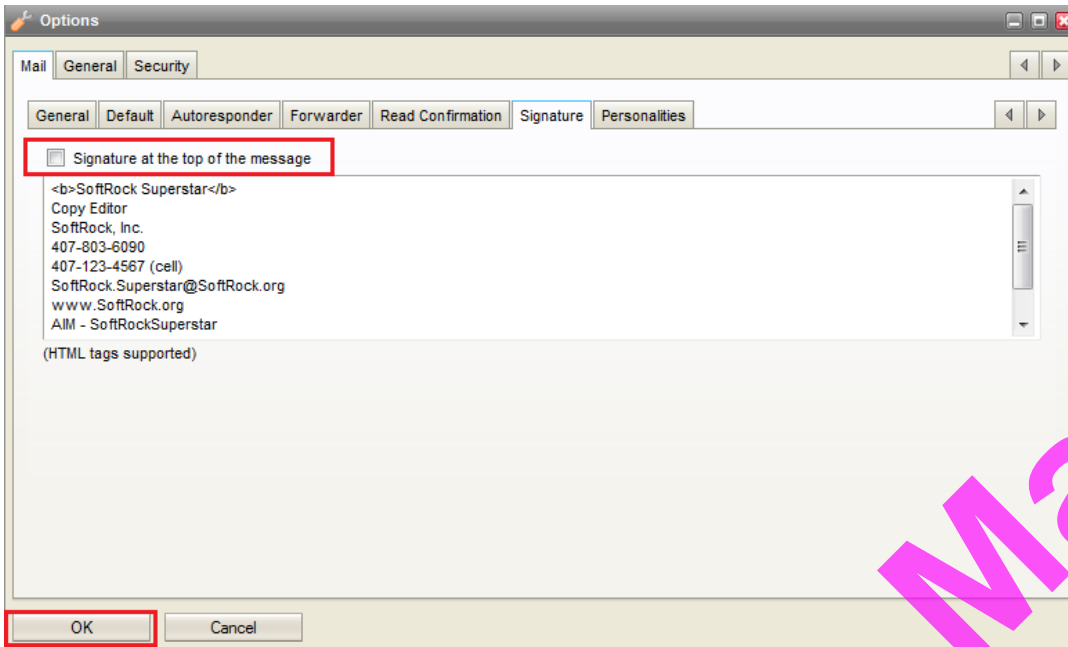 Options
Mail General Security
General Default Autoresponder Forwarder Read Confirmation Signature Personalities
Signature at the top of the message
<b>SoftRock Superstar</b>
Copy Editor
SoftRock, Inc.
407-803-6090
407-123-4567 (cell)
SoftRock.Superstar@SoftRock.org
www.SoftRock.org
AIM - SoftRockSuperstar
(HTML tags supported)
Ma
OK Cancel